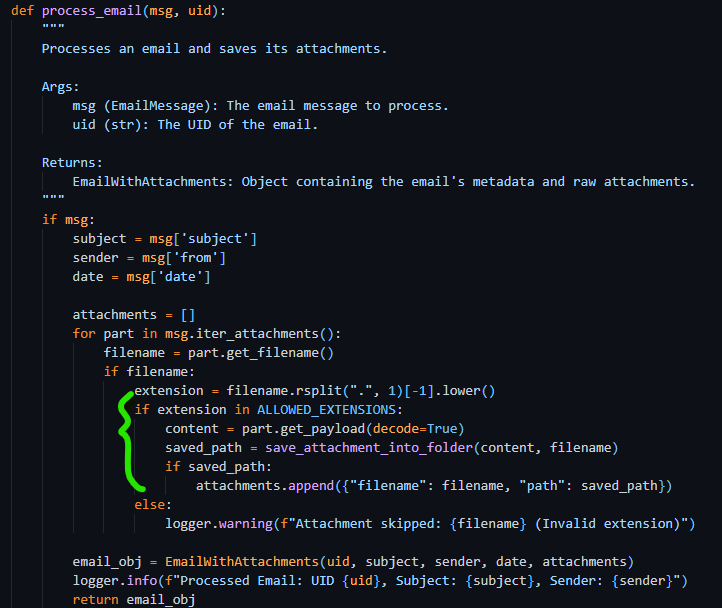 def process_email(msg, uid):
    """
    Processes an email and saves its attachments.

    Args:
        msg (EmailMessage): The email message to process.
        uid (str): The UID of the email.

    Returns:
        EmailWithAttachments: Object containing the email's metadata and raw attachments.
    """
    if msg:
        subject = msg['subject']
        sender = msg['from']
        date = msg['date']

        attachments = []
        for part in msg.iter_attachments():
            filename = part.get_filename()
            if filename:
                extension = filename.rsplit(".", 1)[-1].lower()
                if extension in ALLOWED_EXTENSIONS:
                    content = part.get_payload(decode=True)
                    saved_path = save_attachment_into_folder(content, filename)
                    if saved_path:
                        attachments.append({"filename": filename, "path": saved_path})
                else:
                    logger.warning(f"Attachment skipped: {filename} (Invalid extension)")

        email_obj = EmailWithAttachments(uid, subject, sender, date, attachments)
        logger.info(f"Processed Email: UID {uid}, Subject: {subject}, Sender: {sender}")
        return email_obj